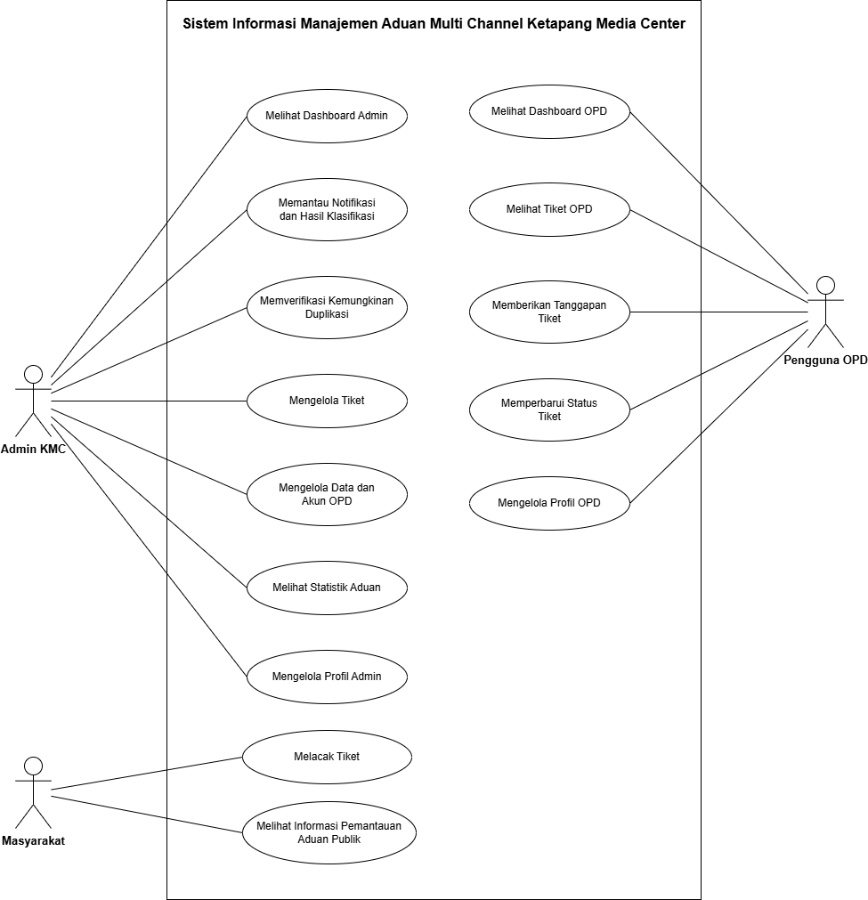 Sistem Informasi Manajemen Aduan Multi Channel Ketapang Media Center
Melihat Dashboard Admin
Memantau Notifikasi
dan Hasil Klasifikasi
Memverifikasi Kemungkinan
Duplikasi
Mengelola Tiket
Mengelola Data dan
Akun OPD
Melihat Statistik Aduan
Mengelola Profil Admin
Melacak Tiket
Melihat Informasi Pemantauan
Aduan Publik
Melihat Dashboard OPD
Melihat Tiket OPD
Memberikan Tanggapan
Tiket
Memperbarui Status
Tiket
Mengelola Profil OPD
Admin KMC
Masyarakat
Pengguna OPD